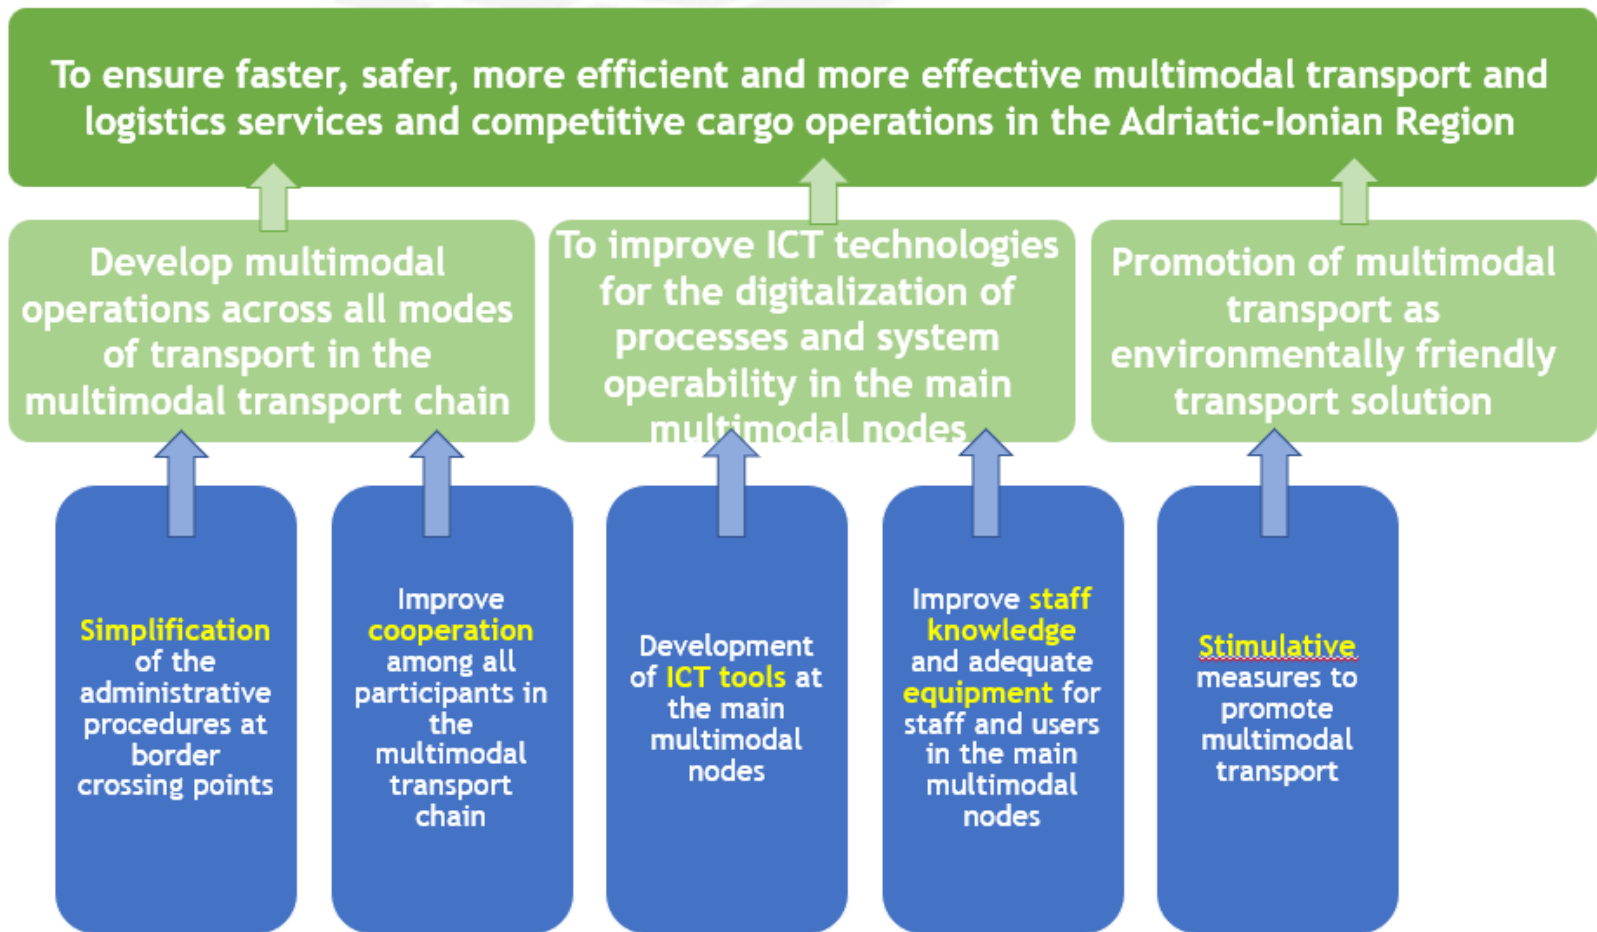 To ensure faster, safer, more efficient and more effective multimodal transport and
logistics services and competitive cargo operations in the Adriatic-Ionian Region
Develop multimodal
operations across all modes
of transport in the
multimodal transport chain
To improve ICT technologies
for the digitalization of
processes and system
operability in the main
multimodal nodes
Promotion of multimodal
transport as
environmentally friendly
transport solution
Simplification
of the
administrative
procedures at
border
crossing points
Improve
cooperation
among all
participants in
the
multimodal
transport
chain
Development
of ICT tools at
the main
multimodal
nodes
Improve staff
knowledge
and adequate
equipment for
staff and users
in the main
multimodal
nodes
Stimulative
measures to
promote
multimodal
transport